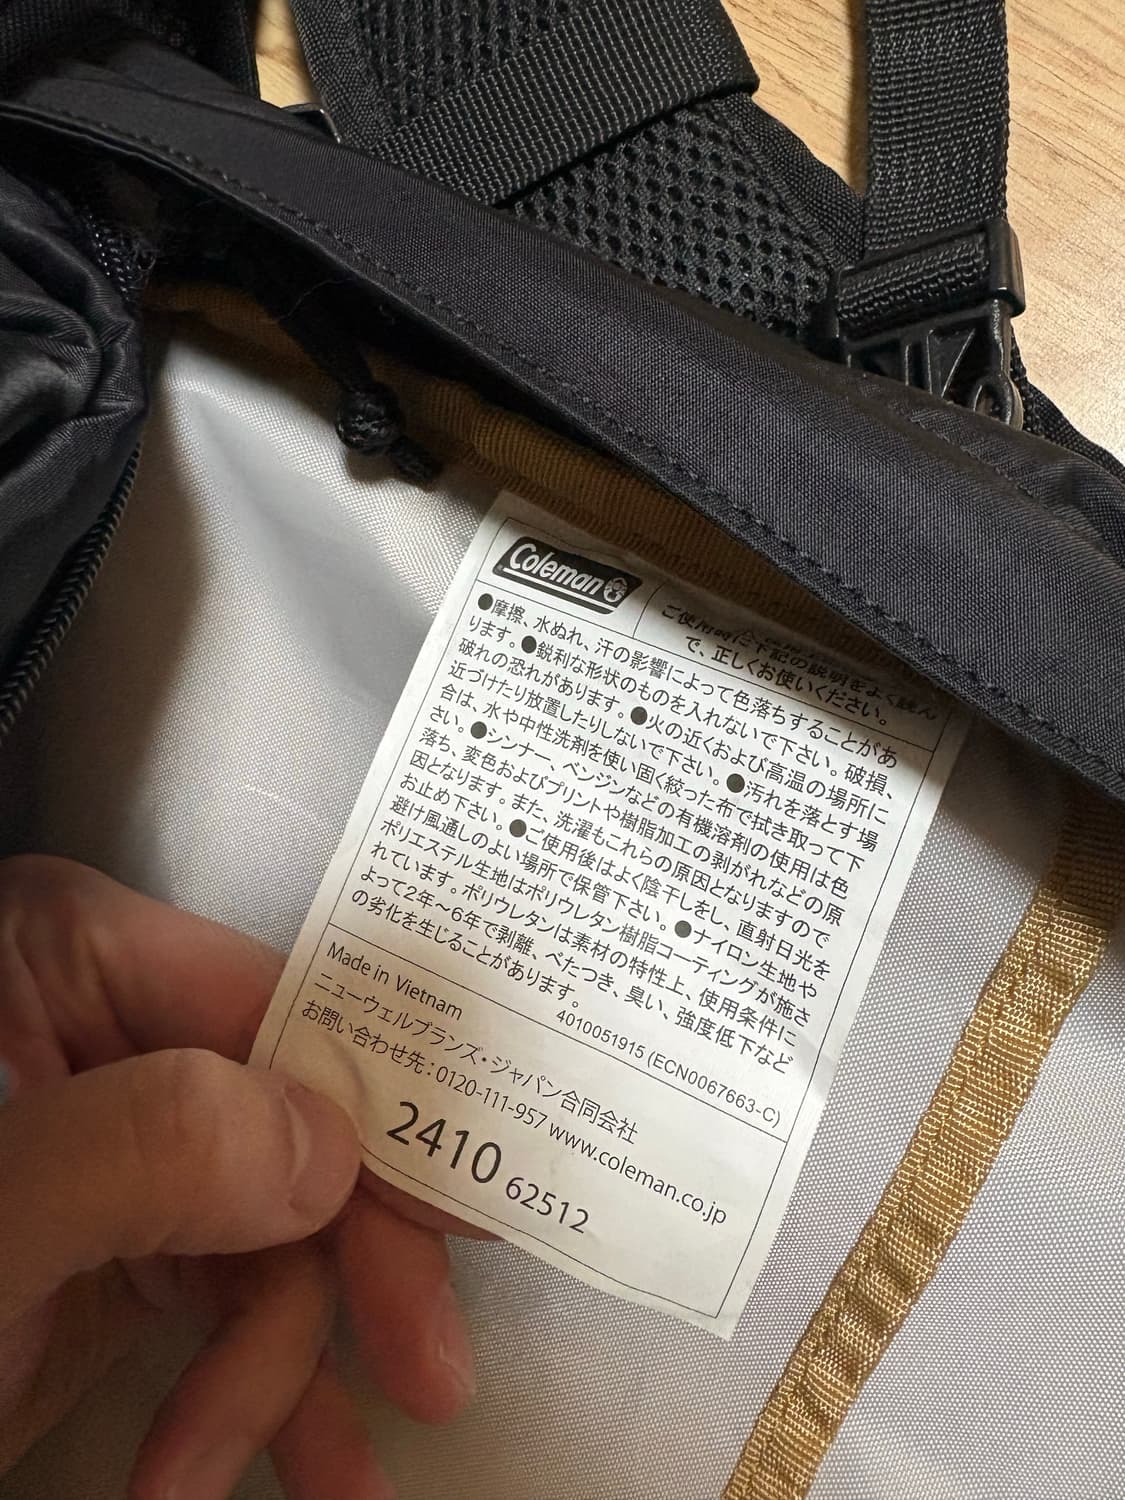 Coleman
ご使用時に下記の説明をよく読ん
で、正しくお使いください。
●摩擦、水ぬれ、汗の影響によって色落ちすることがあ
ります。●鋭利な形状のものを入れないで下さい。破損、
破れの恐れがあります。●火の近くおよび高温の場所に
近づけたり放置したりしないで下さい。●汚れを落とす場
合は、水や中性洗剤を使い固く絞った布で拭き取って下
さい。●シンナー、ベンジンなどの有機溶剤の使用は色
落ち、変色およびプリントや樹脂加工の剥がれなどの原
因となります。また、洗濯もこれらの原因となりますので
お止め下さい。●ご使用後はよく陰干しをし、直射日光を
避け風通しのよい場所で保管下さい。●ナイロン生地や
ポリエステル生地はポリウレタン樹脂コーティングが施さ
れています。ポリウレタンは素材の特性上、使用条件に
よって2年〜6年で剥離、べたつき、臭い、強度低下など
の劣化を生じることがあります。
4010051915 (ECN0067663-C)
Made in Vietnam
ニューウェルブランズ・ジャパン合同会社
お問い合わせ先：0120-111-957 www.coleman.co.jp
2410 62512